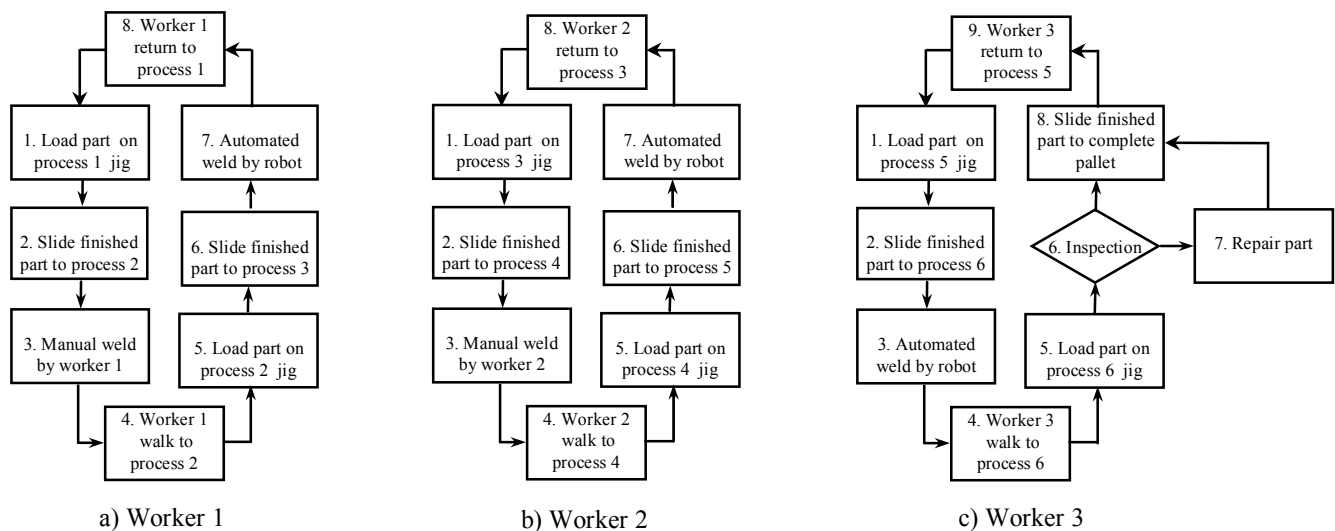 8. Worker 1
return to
process 1
1. Load part on
process 1 jig
2. Slide finished
part to process 2
3. Manual weld
by worker 1
4. Worker 1
walk to
process 2
5. Load part on
process 2 jig
6. Slide finished
part to process 3
7. Automated
weld by robot
a) Worker 1
8. Worker 2
return to
process 3
1. Load part on
process 3 jig
2. Slide finished
part to process 4
3. Manual weld
by worker 2
4. Worker 2
walk to
process 4
5. Load part on
process 4 jig
6. Slide finished
part to process 5
7. Automated
weld by robot
b) Worker 2
9. Worker 3
return to
process 5
1. Load part on
process 5 jig
2. Slide finished
part to process 6
3. Automated
weld by robot
4. Worker 3
walk to
process 6
5. Load part on
process 6 jig
6. Inspection
7. Repair part
8. Slide finished
part to complete
pallet
c) Worker 3